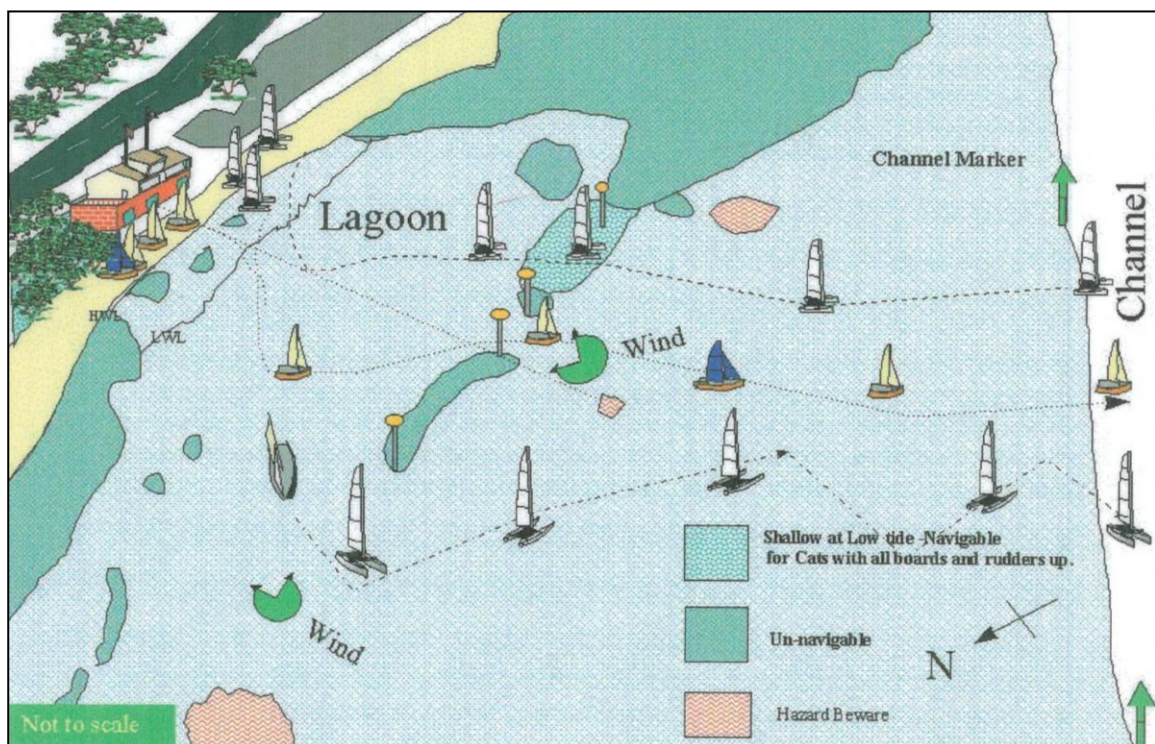 Channel Marker
Lagoon
Channel
HWL
LWL
Wind
Shallow at Low tide -Navigable
for Cats with all boards and rudders up.
Wind
Un-navigable
N
Hazard Beware
Not to scale